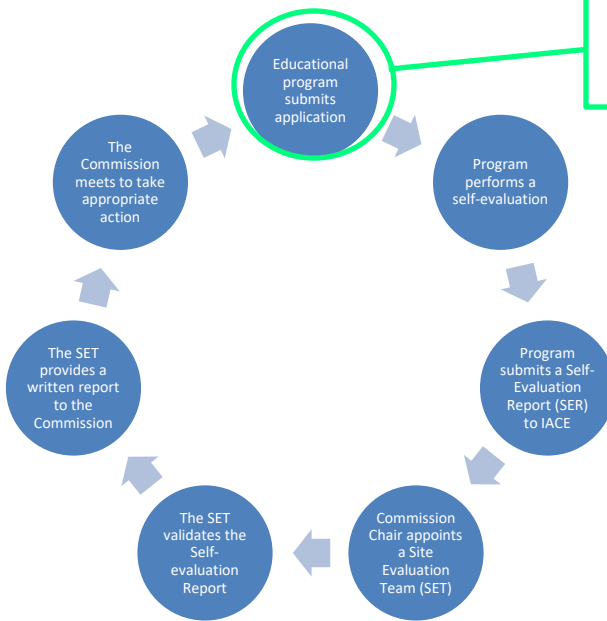 Educational
program
submits
application
Program
performs a
self-evaluation
Program
submits a Self-
Evaluation
Report (SER)
to IACE
Commission
Chair appoints
a Site
Evaluation
Team (SET)
The SET
validates the
Self-
evaluation
Report
The SET
provides a
written report
to the
Commission
The
Commission
meets to take
appropriate
action